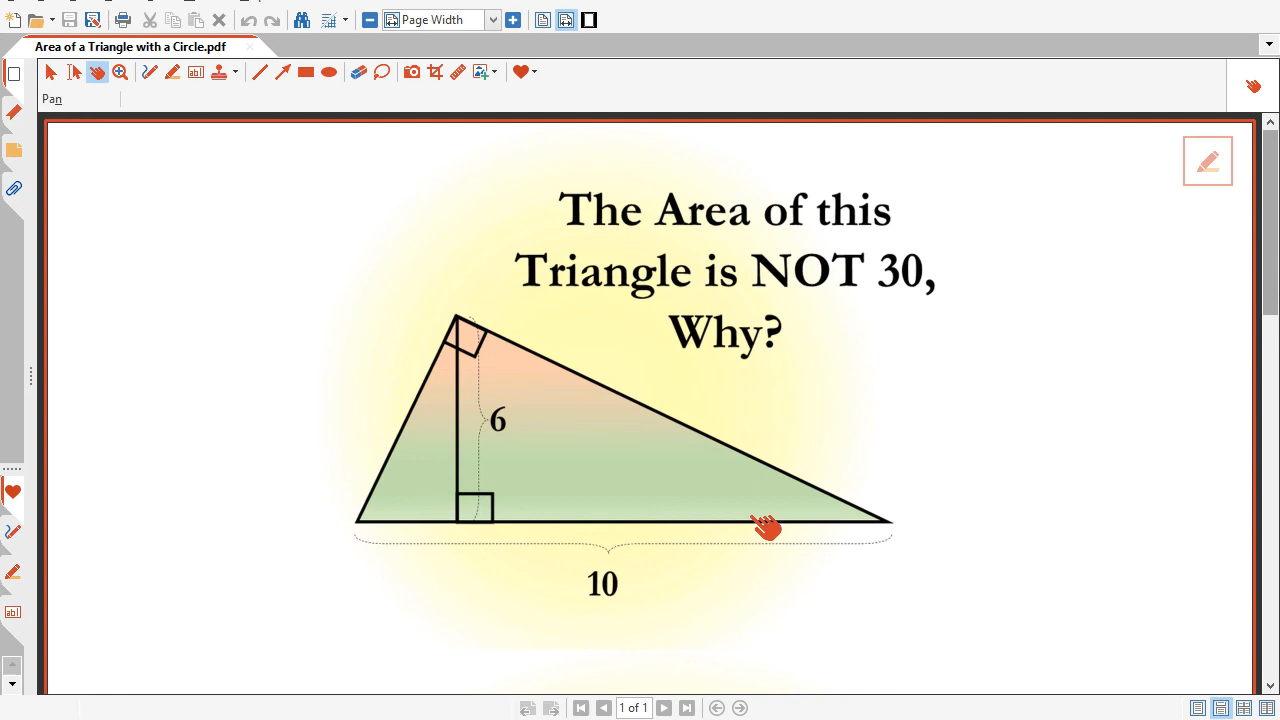 Page Width
Area of a Triangle with a Circle.pdf
Pan
The Area of this
Triangle is NOT 30,
Why?
6
10
1 of 1